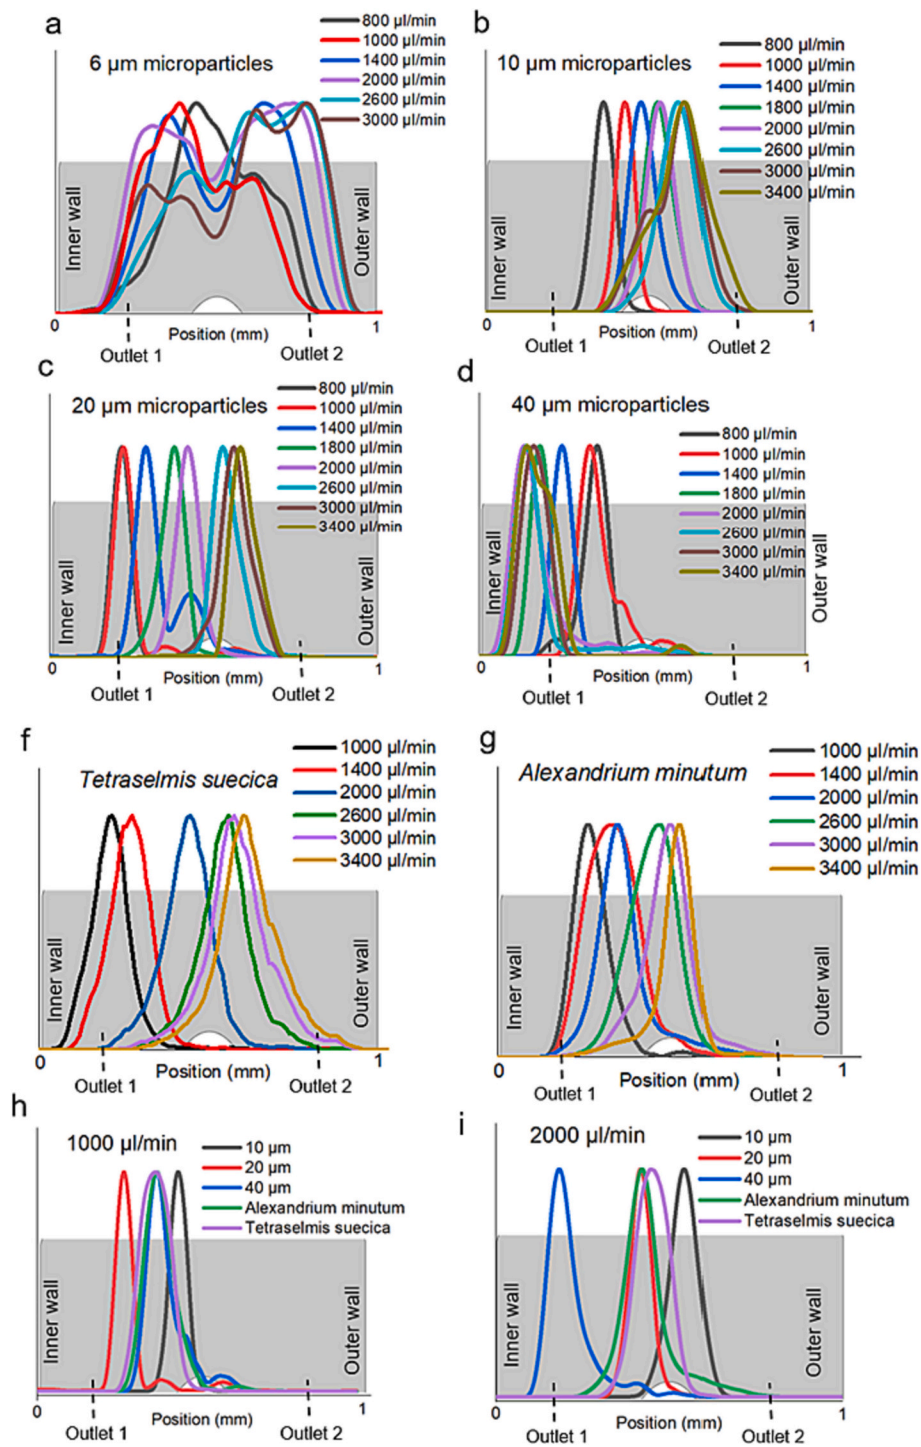 a
6 µm microparticles
800 µl/min
1000 µl/min
1400 µl/min
2000 µl/min
2600 µl/min
3000 µl/min
Inner wall
Outer wall
0
Position (mm)
1
Outlet 1
Outlet 2
b
10 µm microparticles
800 µl/min
1000 µl/min
1400 µl/min
1800 µl/min
2000 µl/min
2600 µl/min
3000 µl/min
3400 µl/min
Inner wall
Outer wall
0
Position (mm)
1
Outlet 1
Outlet 2
c
20 µm microparticles
800 µl/min
1000 µl/min
1400 µl/min
1800 µl/min
2000 µl/min
2600 µl/min
3000 µl/min
3400 µl/min
Inner wall
Outer wall
0
Position (mm)
1
Outlet 1
Outlet 2
d
40 µm microparticles
800 µl/min
1000 µl/min
1400 µl/min
1800 µl/min
2000 µl/min
2600 µl/min
3000 µl/min
3400 µl/min
Inner wall
Outer wall
0
Position (mm)
1
Outlet 1
Outlet 2
f
Tetraselmis suecica
1000 µl/min
1400 µl/min
2000 µl/min
2600 µl/min
3000 µl/min
3400 µl/min
Inner wall
Outer wall
0
Position (mm)
1
Outlet 1
Outlet 2
g
Alexandrium minutum
1000 µl/min
1400 µl/min
2000 µl/min
2600 µl/min
3000 µl/min
3400 µl/min
Inner wall
Outer wall
0
Position (mm)
1
Outlet 1
Outlet 2
h
1000 µl/min
10 µm
20 µm
40 µm
Alexandrium minutum
Tetraselmis suecica
Inner wall
Outer wall
0
Position (mm)
1
Outlet 1
Outlet 2
i
2000 µl/min
10 µm
20 µm
40 µm
Alexandrium minutum
Tetraselmis suecica
Inner wall
Outer wall
0
Position (mm)
1
Outlet 1
Outlet 2